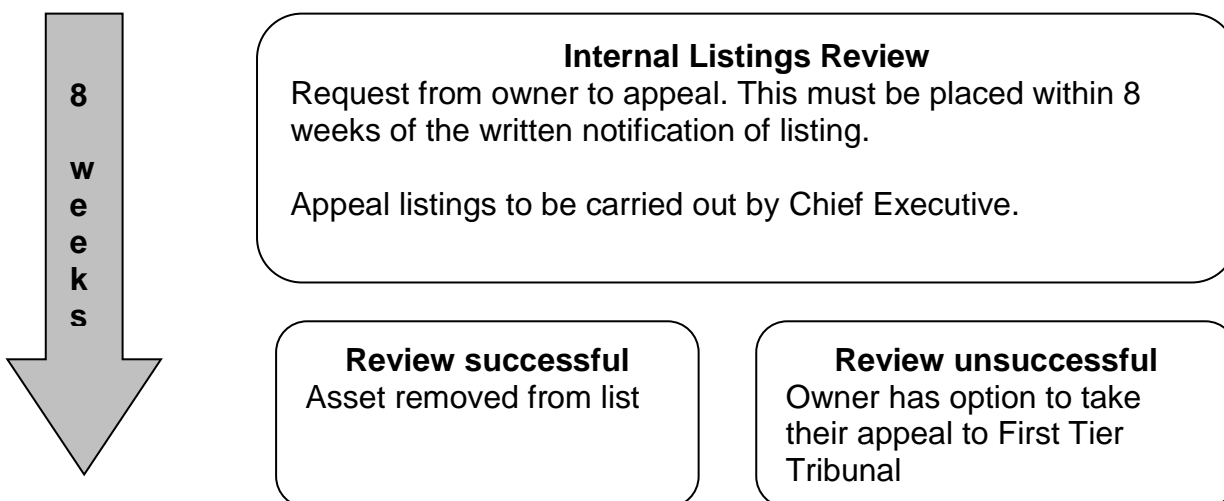 8
weeks
Internal Listings Review
Request from owner to appeal. This must be placed within 8
weeks of the written notification of listing.
Appeal listings to be carried out by Chief Executive.
Review successful
Asset removed from list
Review unsuccessful
Owner has option to take
their appeal to First Tier
Tribunal